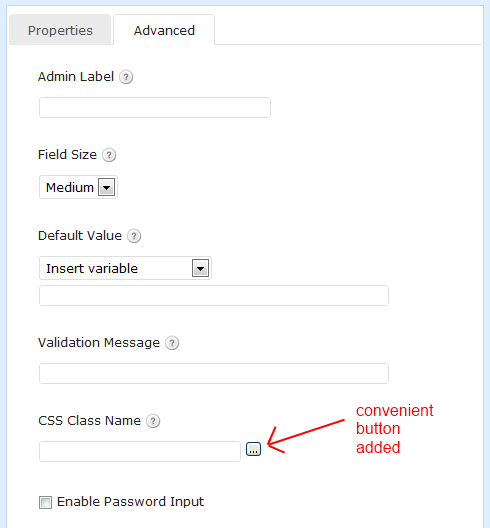 Properties Advanced
Admin Label ?
Field Size ?
Medium
Default Value ?
Insert variable
Validation Message ?
CSS Class Name ?
...
convenient
button
added
Enable Password Input